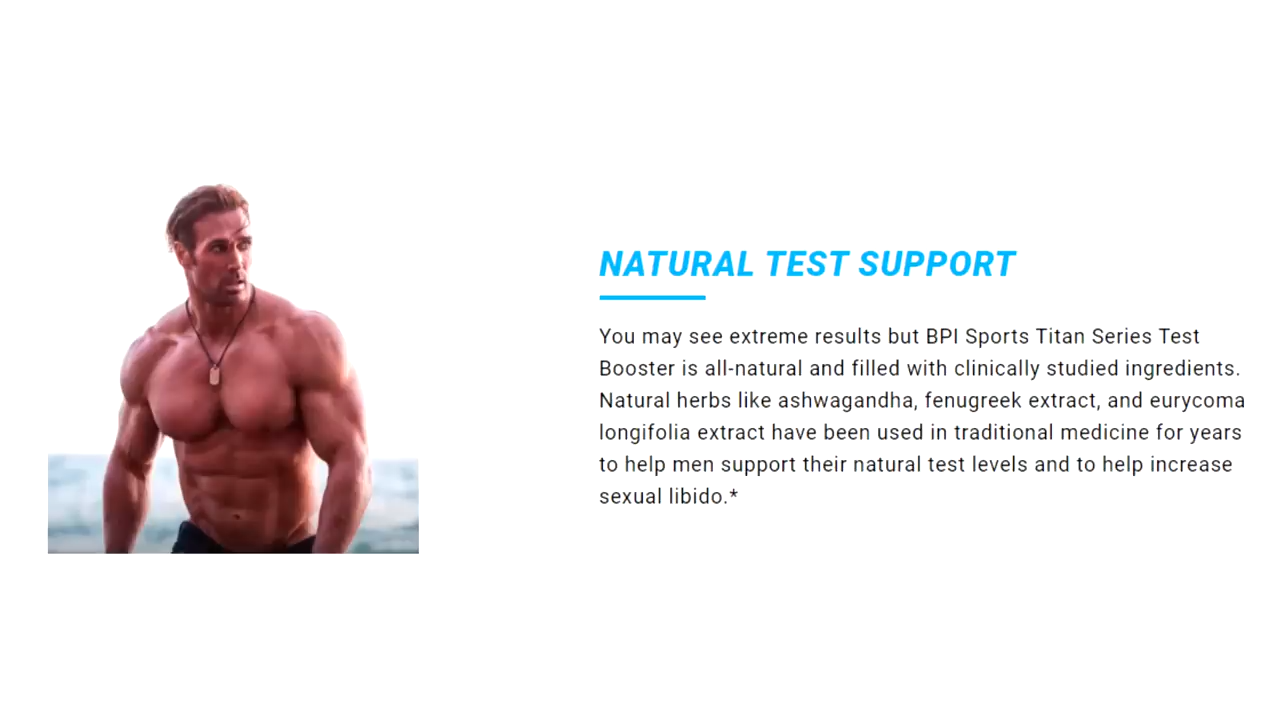 NATURAL TEST SUPPORT
You may see extreme results but BPI Sports Titan Series Test
Booster is all-natural and filled with clinically studied ingredients.
Natural herbs like ashwagandha, fenugreek extract, and eurycoma
longifolia extract have been used in traditional medicine for years
to help men support their natural test levels and to help increase
sexual libido.*